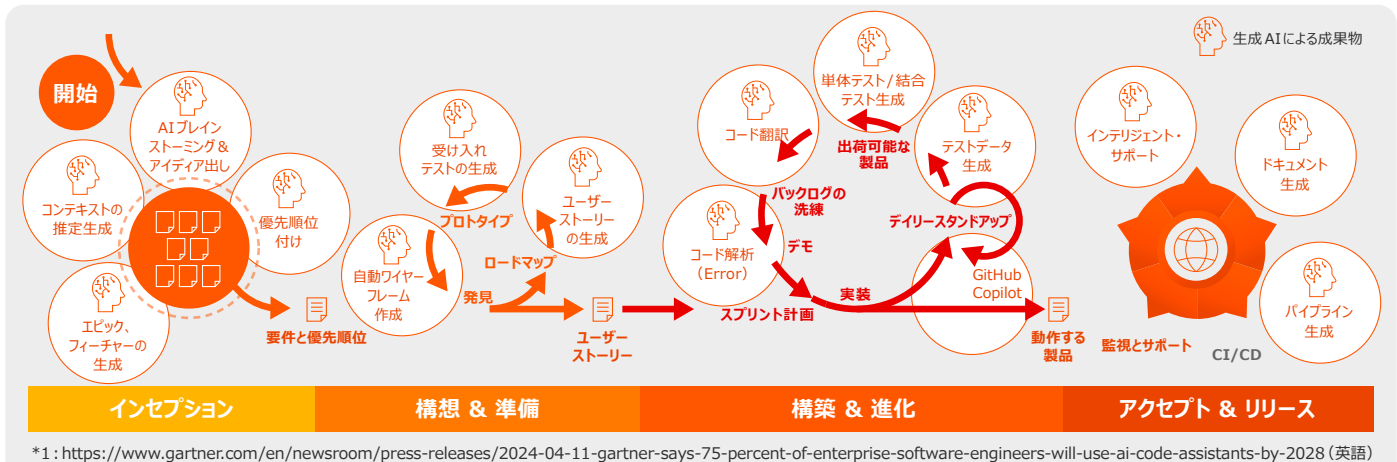 生成AIによる成果物
開始
AIブレイン
ストーミング＆
アイディア出し
コンテキストの
推定生成
優先順位
付け
エピック、
フィーチャーの
生成
要件と優先順位
受け入れ
テストの生成
プロトタイプ
ユーザー
ストーリー
の生成
自動ワイヤー
フレーム
作成
ロードマップ
発見
ユーザー
ストーリー
コード翻訳
単体テスト/結合
テスト生成
出荷可能な
製品
テストデータ
生成
バックログの
洗練
デイリースタンドアップ
コード解析
（Error）
デモ
スプリント計画
実装
GitHub
Copilot
動作する
製品
インテリジェント・
サポート
ドキュメント
生成
パイプライン
生成
監視とサポート
CI/CD
インセプション
構想 & 準備
構築 & 進化
アクセプト & リリース
*1：https://www.gartner.com/en/newsroom/press-releases/2024-04-11-gartner-says-75-percent-of-enterprise-software-engineers-will-use-ai-code-assistants-by-2028（英語）